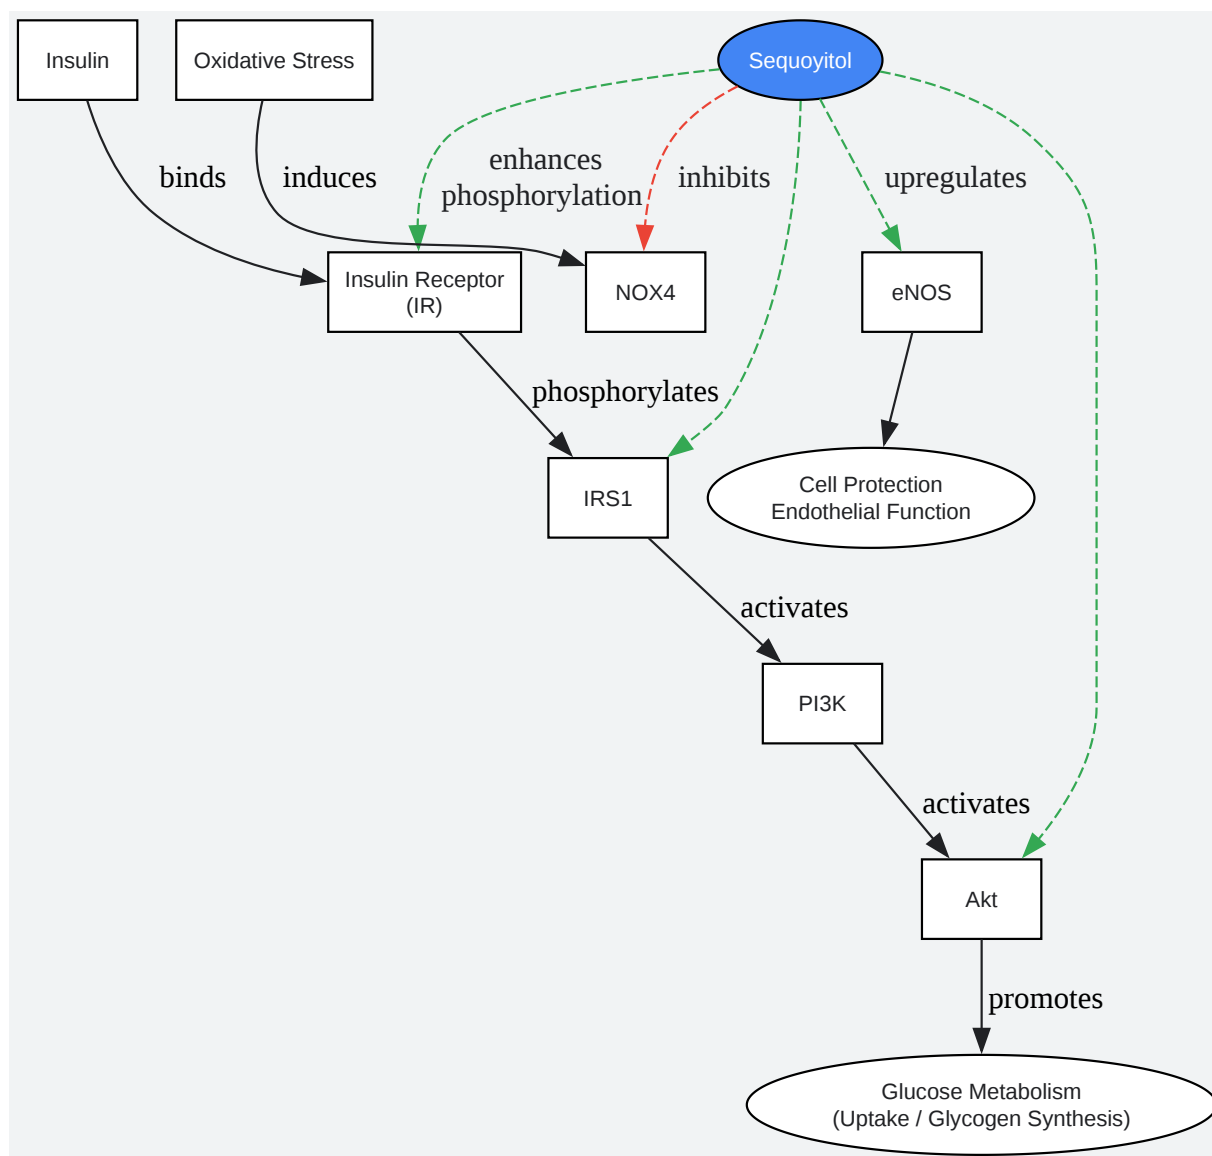 Insulin
Oxidative Stress
Sequoyitol
binds
induces
enhances
phosphorylation
inhibits
upregulates
Insulin Receptor
(IR)
NOX4
eNOS
phosphorylates
IRS1
Cell Protection
Endothelial Function
activates
PI3K
activates
Akt
promotes
Glucose Metabolism
(Uptake / Glycogen Synthesis)